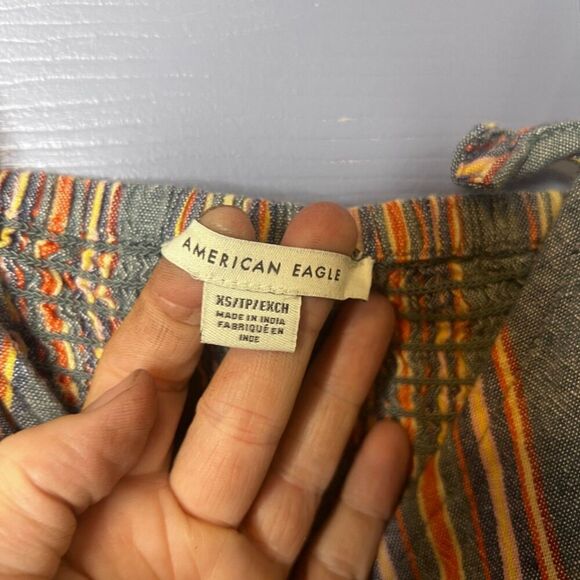 AMERICAN EAGLE
XS/TP/EXCH
MADE IN INDIA
FABRIQUÉ EN
INDE